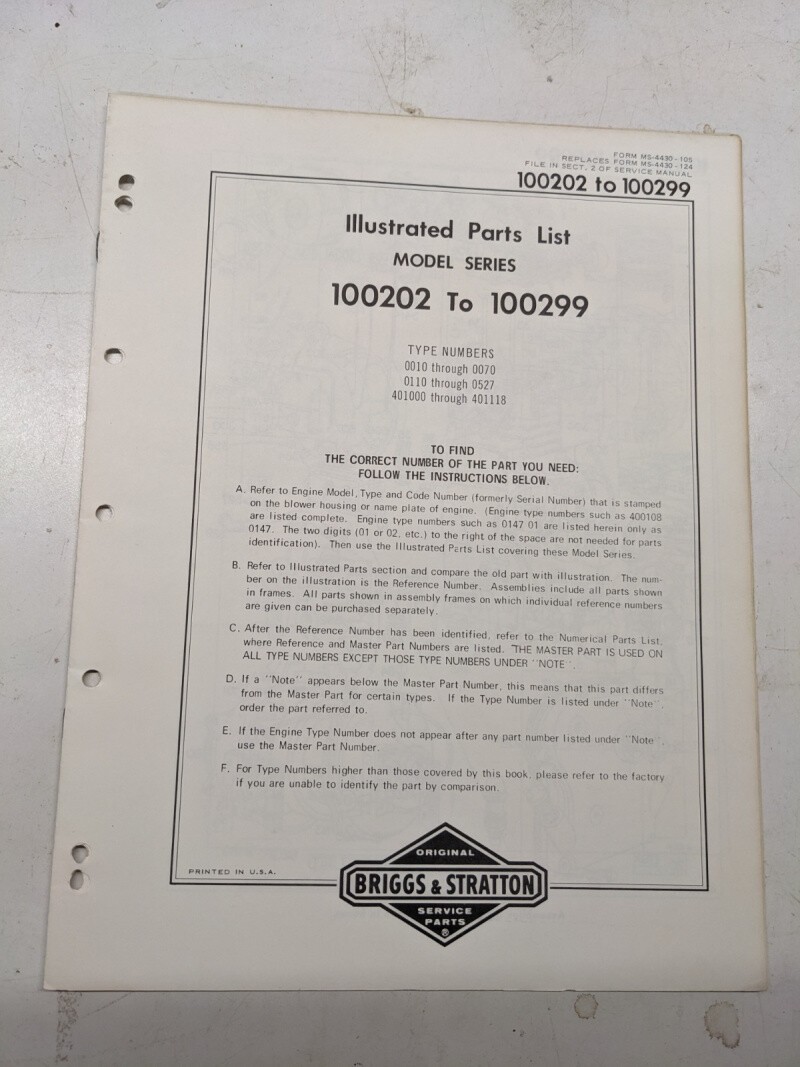 FORM MS-4430-105
REPLACES FORM MS-4430-124
FILE IN SECT. 2 OF SERVICE MANUAL
100202 to 100299
Illustrated Parts List
MODEL SERIES
100202 To 100299
TYPE NUMBERS
0010 through 0070
0110 through 0527
401000 through 401118
TO FIND
THE CORRECT NUMBER OF THE PART YOU NEED:
FOLLOW THE INSTRUCTIONS BELOW.
A. Refer to Engine Model, Type and Code Number (formerly Serial Number) that is stamped
on the blower housing or name plate of engine. (Engine type numbers such as 400108
are listed complete. Engine type numbers such as 0147 01 are listed herein only as
0147. The two digits (01 or 02, etc.) to the right of the space are not needed for parts
identification). Then use the Illustrated Parts List covering these Model Series.
B. Refer to Illustrated Parts section and compare the old part with illustration. The num-
ber on the illustration is the Reference Number. Assemblies include all parts shown
in frames. All parts shown in assembly frames on which individual reference numbers
are given can be purchased separately.
C. After the Reference Number has been identified, refer to the Numerical Parts List,
where Reference and Master Part Numbers are listed. THE MASTER PART IS USED ON
ALL TYPE NUMBERS EXCEPT THOSE TYPE NUMBERS UNDER "NOTE".
D. If a "Note" appears below the Master Part Number, this means that this part differs
from the Master Part for certain types. If the Type Number is listed under "Note",
order the part referred to.
E. If the Engine Type Number does not appear after any part number listed under "Note",
use the Master Part Number.
F. For Type Numbers higher than those covered by this book, please refer to the factory
if you are unable to identify the part by comparison.
PRINTED IN U.S.A.
ORIGINAL
BRIGGS & STRATTON
SERVICE
PARTS
®